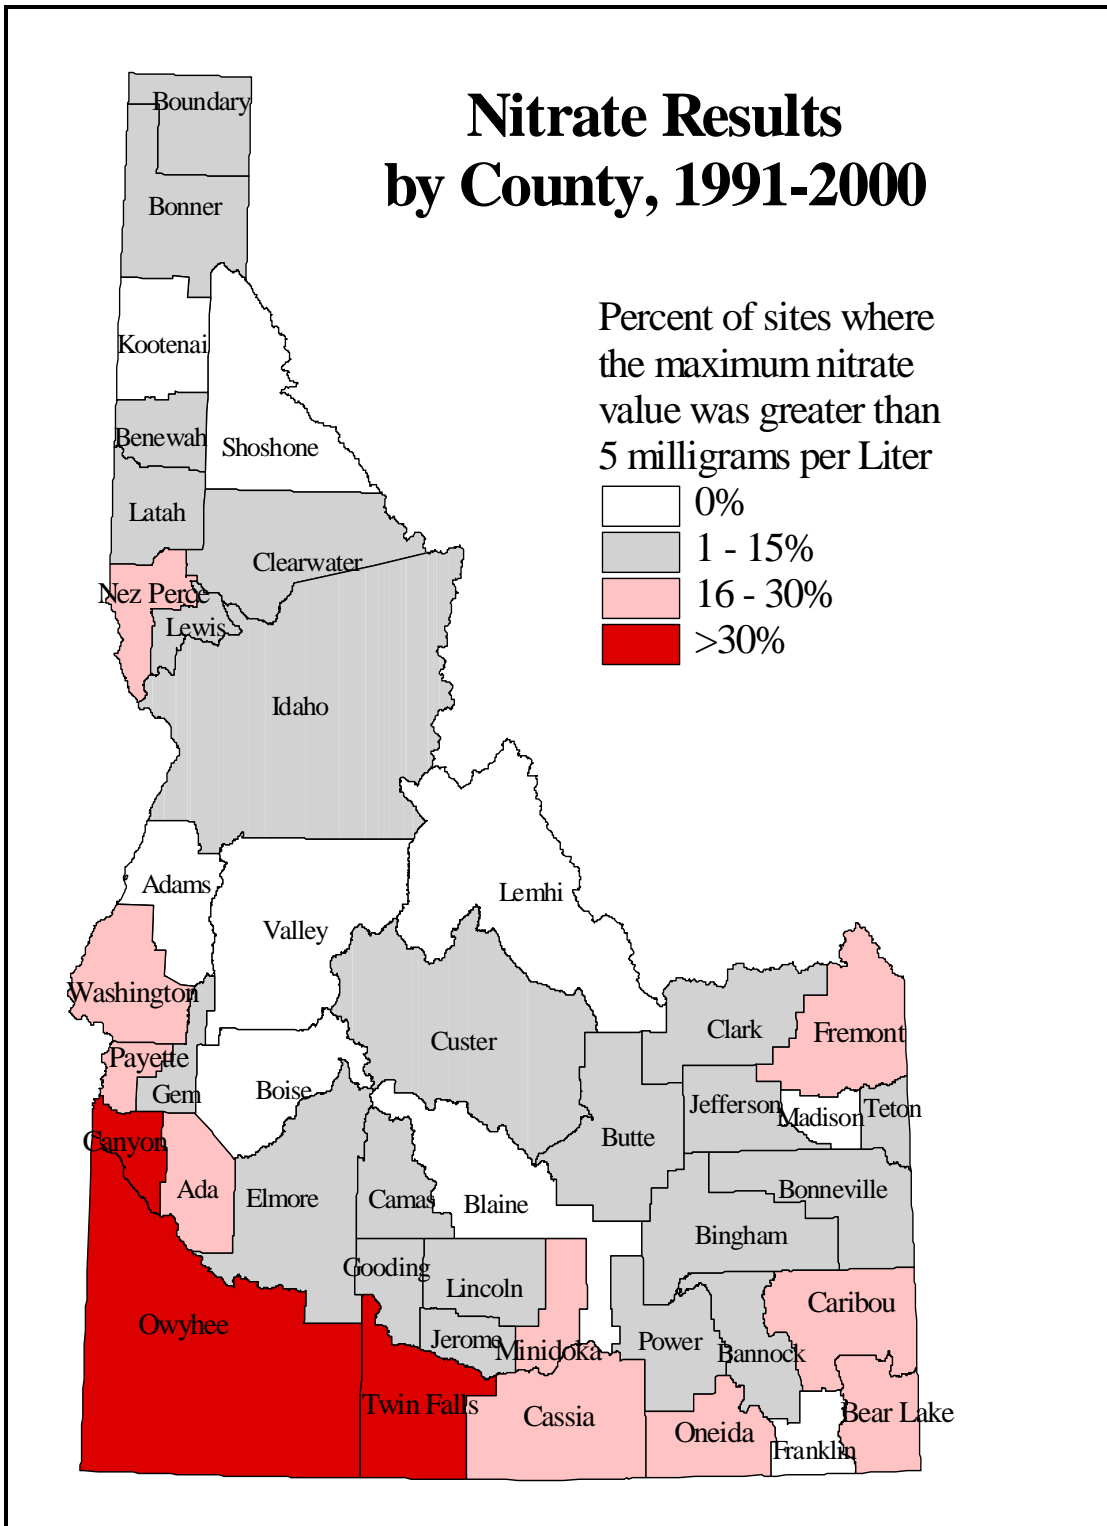 Nitrate Results
by County, 1991-2000
Percent of sites where
the maximum nitrate
value was greater than
5 milligrams per Liter
0%
1 - 15%
16 - 30%
>30%
Boundary
Bonner
Kootenai
Benewah
Shoshone
Latah
Clearwater
Nez Perce
Lewis
Idaho
Adams
Lemhi
Valley
Washington
Custer
Clark
Fremont
Payette
Gem
Boise
Jefferson
Madison
Teton
Canyon
Butte
Ada
Elmore
Camas
Blaine
Bonneville
Bingham
Gooding
Lincoln
Caribou
Owyhee
Jerome
Minidoka
Power
Bannock
Twin Falls
Cassia
Oneida
Bear Lake
Franklin